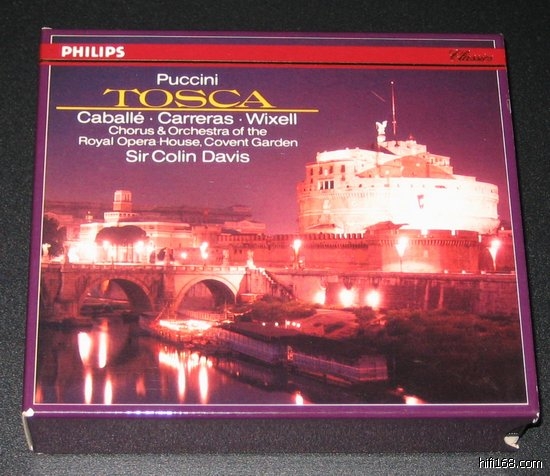 PHILIPS
Classics
Puccini
TOSCA
Caballé · Carreras · Wixell
Chorus & Orchestra of the
Royal Opera House, Covent Garden
Sir Colin Davis
hifi168.com